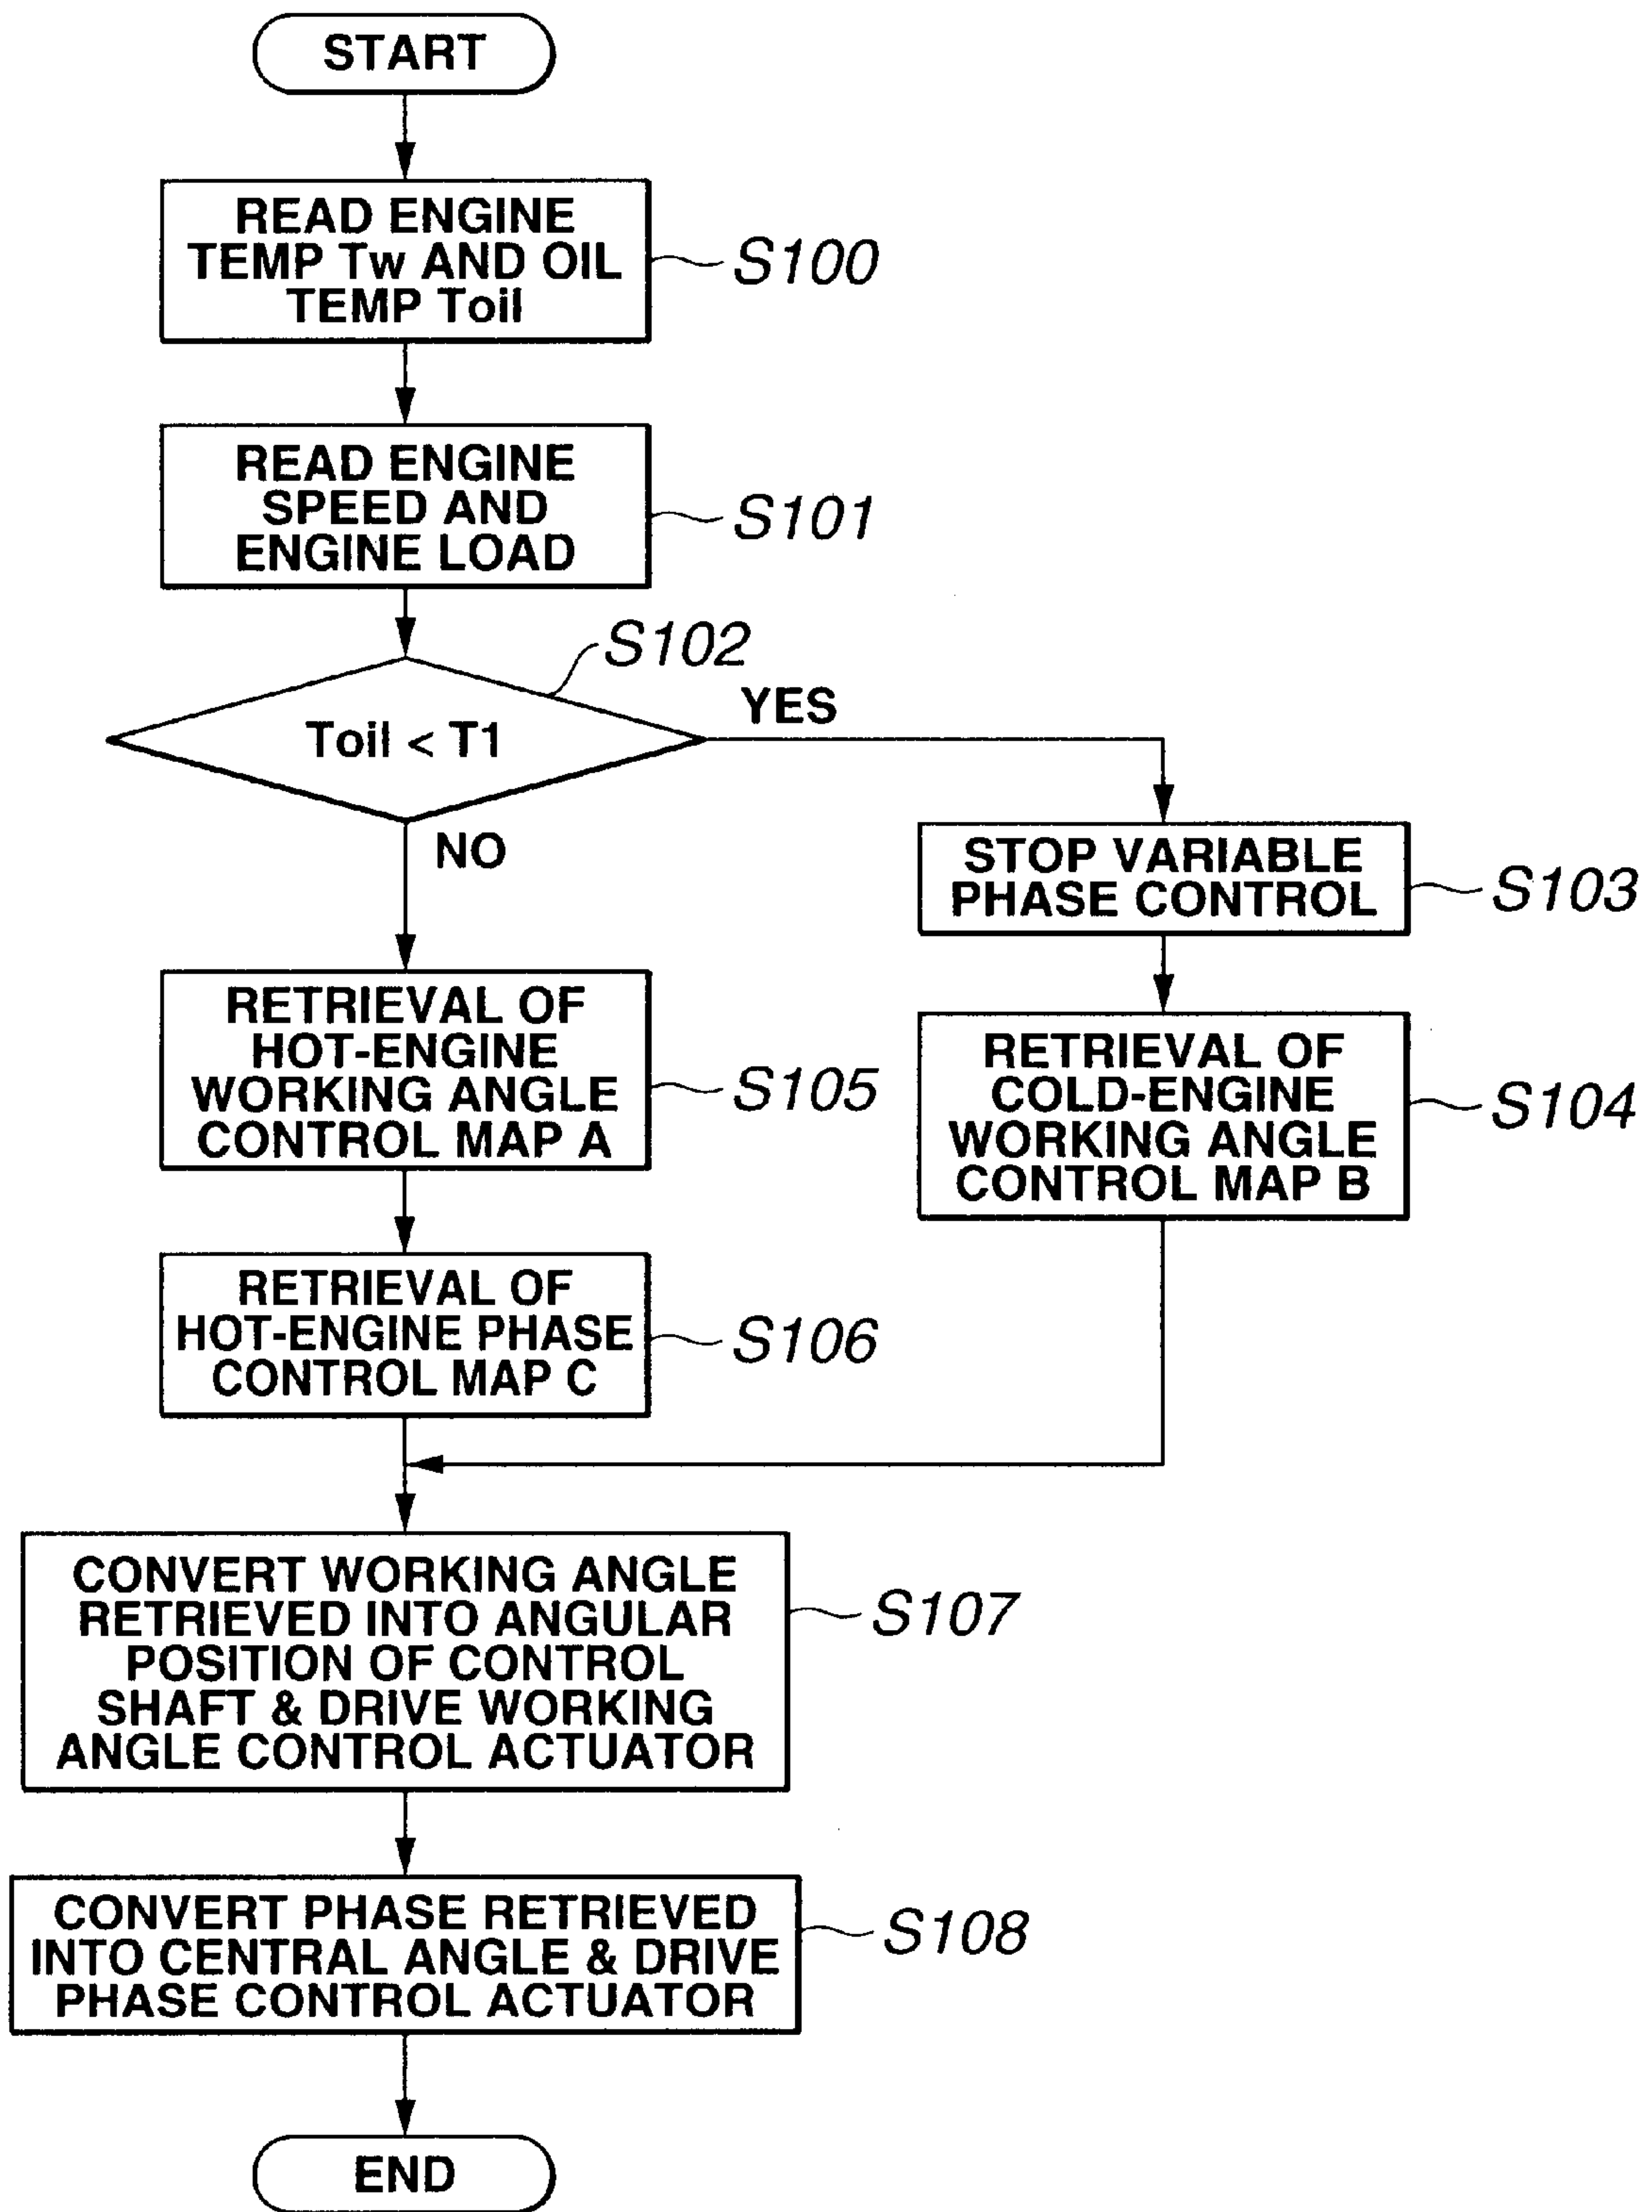 START
READ ENGINE
TEMP Tw AND OIL
TEMP Toil
S100
READ ENGINE
SPEED AND
ENGINE LOAD
S101
S102
Toil < T1
YES
NO
STOP VARIABLE
PHASE CONTROL
S103
RETRIEVAL OF
HOT-ENGINE
WORKING ANGLE
CONTROL MAP A
S105
RETRIEVAL OF
COLD-ENGINE
WORKING ANGLE
CONTROL MAP B
S104
RETRIEVAL OF
HOT-ENGINE PHASE
CONTROL MAP C
S106
CONVERT WORKING ANGLE
RETRIEVED INTO ANGULAR
POSITION OF CONTROL
SHAFT & DRIVE WORKING
ANGLE CONTROL ACTUATOR
S107
CONVERT PHASE RETRIEVED
INTO CENTRAL ANGLE & DRIVE
PHASE CONTROL ACTUATOR
S108
END